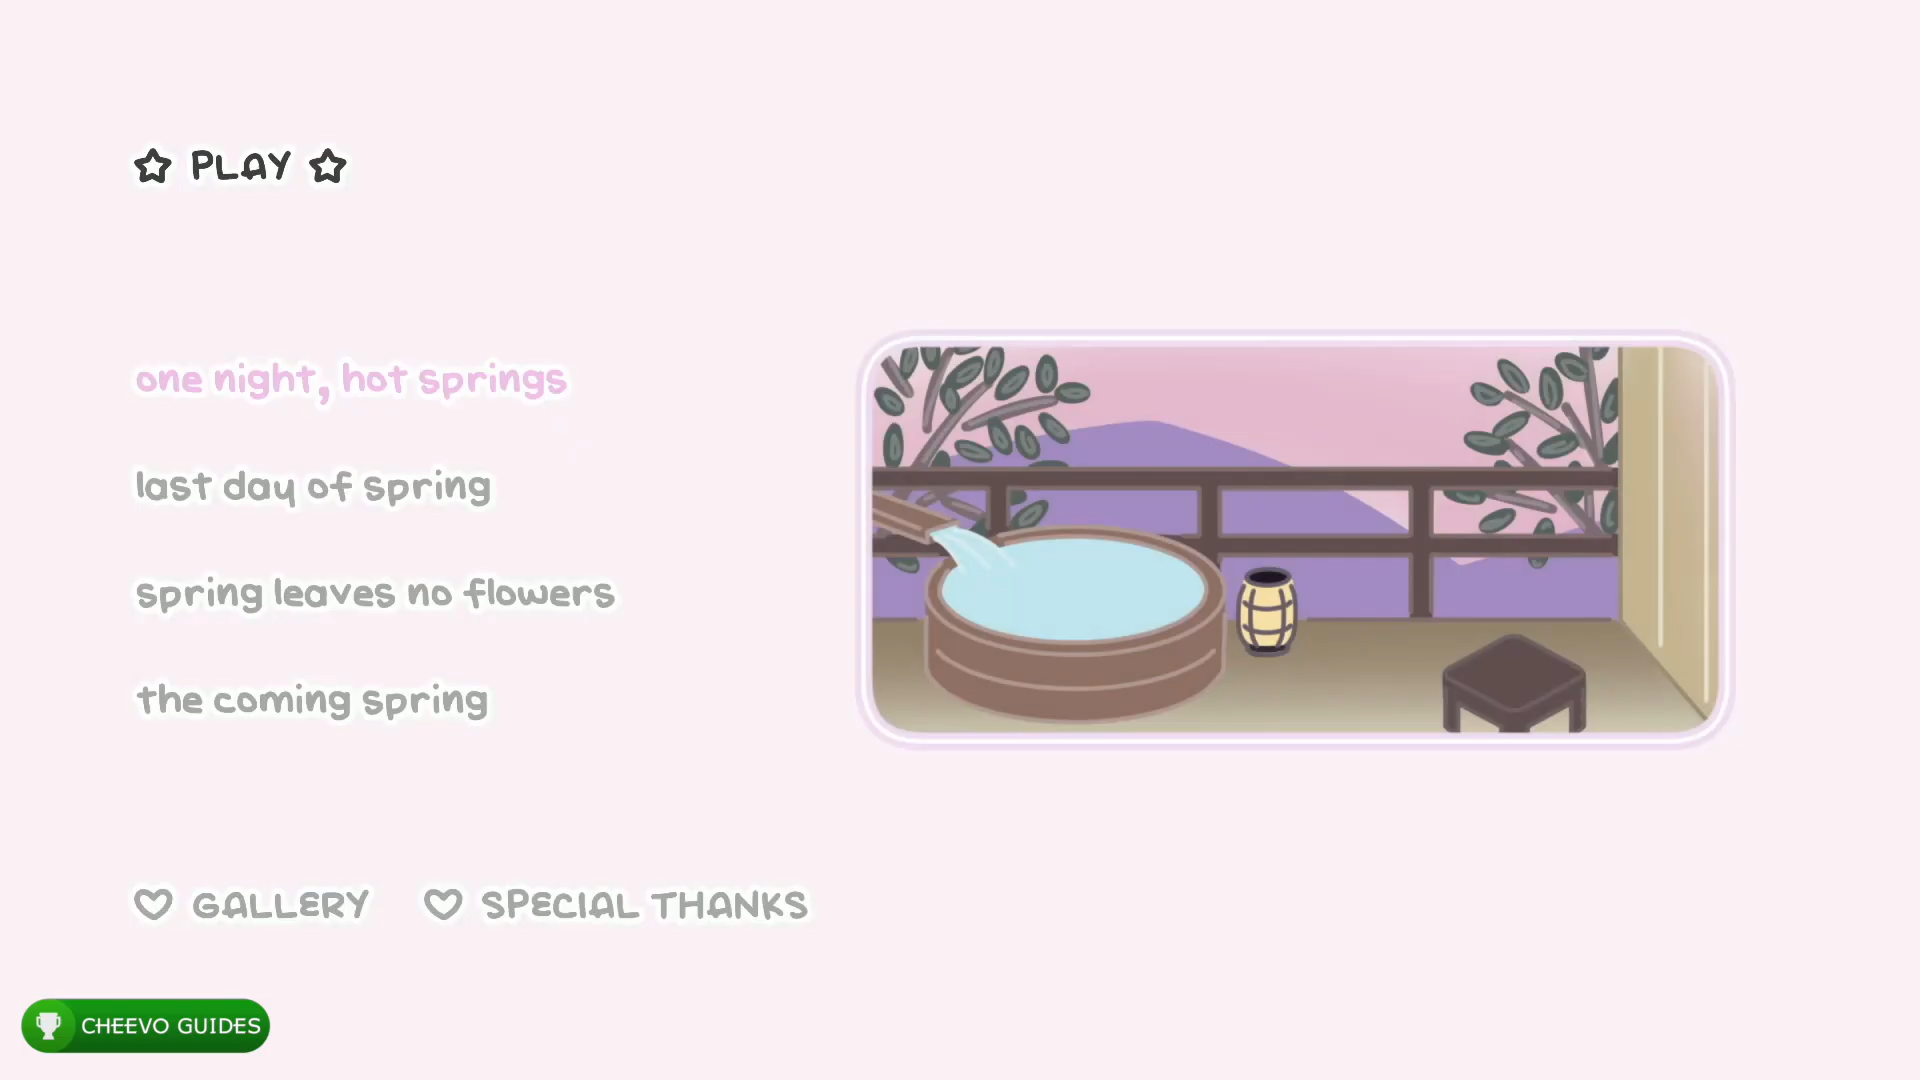 PLAY
one night, hot springs
last day of spring
spring leaves no flowers
the coming spring
GALLERY SPECIAL THANKS
CHEEVO GUIDES